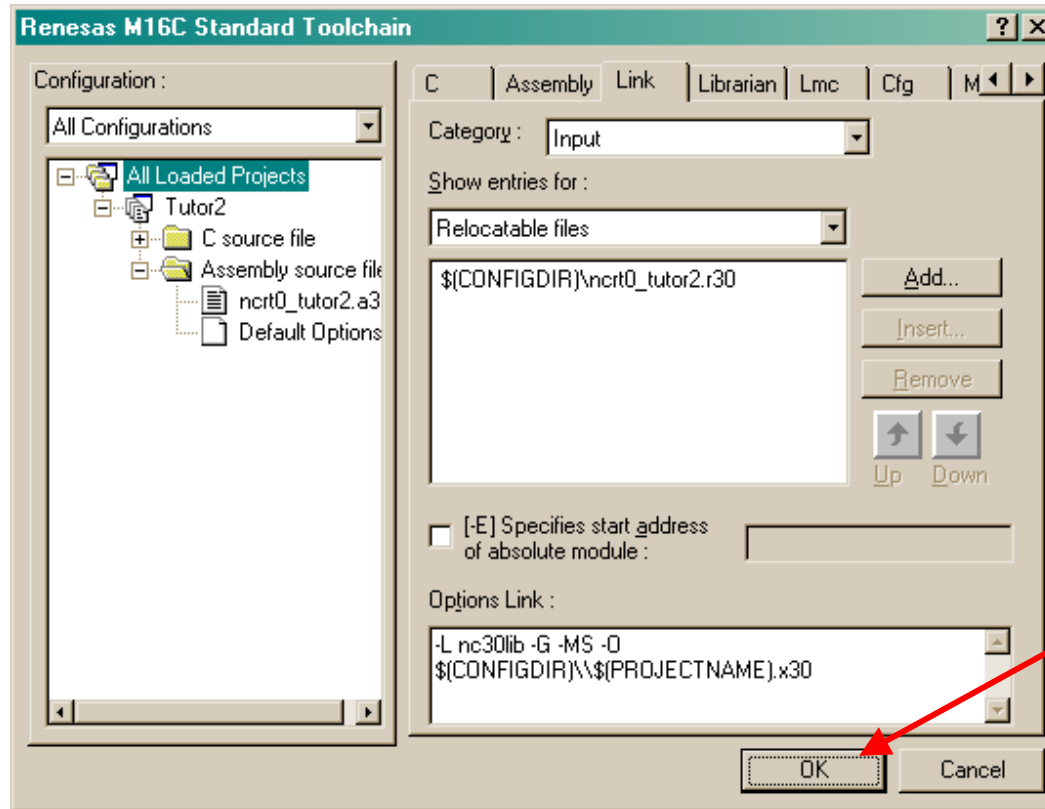 Renesas M16C Standard Toolchain
Configuration :
All Configurations
All Loaded Projects
Tutor2
C source file
Assembly source file
ncrt0_tutor2.a3
Default Options
C Assembly Link Librarian Lmc Cfg M
Category : Input
Show entries for :
Relocatable files
$(CONFIGDIR)\ncrt0_tutor2.r30
Add...
Insert...
Remove
Up Down
[-E] Specifies start address
of absolute module :
Options Link :
-L nc30lib -G -MS -O
$(CONFIGDIR)\\$(PROJECTNAME).x30
OK Cancel